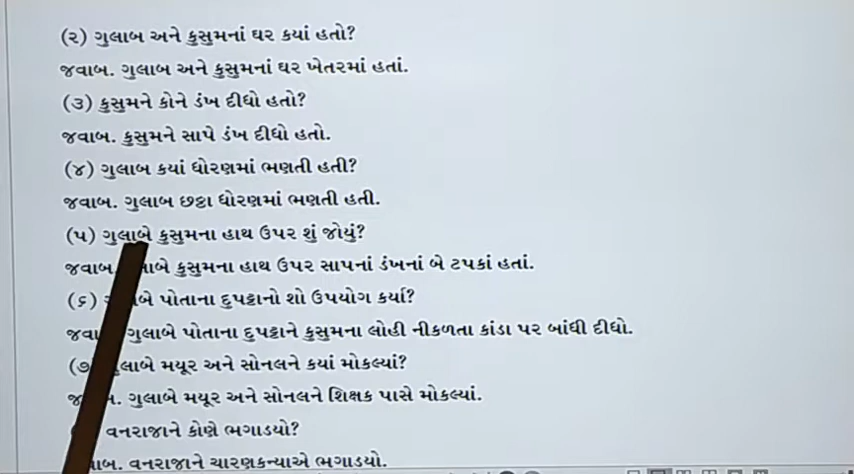 (૨) ગુલાબ અને કુસુમનાં ઘર કયાં હતો?
જવાબ. ગુલાબ અને કુસુમનાં ઘર ખેતરમાં હતાં.
(૩) કુસુમને કોને ડંખ દીધો હતો?
જવાબ. કુસુમને સાપે ડંખ દીધો હતો.
(૪) ગુલાબ કયાં ધોરણમાં ભણતી હતી?
જવાબ. ગુલાબ છઠ્ઠા ધોરણમાં ભણતી હતી.
(૫) ગુલાબે કુસુમના હાથ ઉપર શું જોયું?
કુસુમના હાથ ઉપર સાપનાં ડંખનાં બે ટપકાં હતાં.
(૬) પોતાના દુપટ્ટાનો શો ઉપયોગ કર્યા?
ગુલાબે પોતાના દુપટ્ટાને કુસુમના લોહી નીકળતા કાંડા પર બાંધી દીધો.
મયૂર અને સોનલને કયાં મોકલ્યાં?
ગુલાબે મયૂર અને સોનલને શિક્ષક પાસે મોકલ્યાં.
વનરાજાને કોણે ભગાડયો?
વનરાજાને ચારણકન્યાએ ભગાડયો.